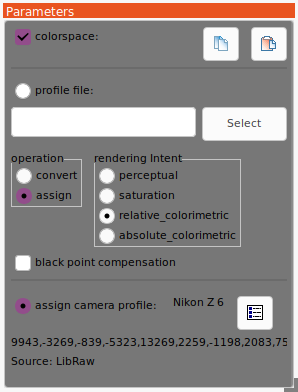 Parameters
colorspace:
profile file:
Select
operation
rendering Intent
convert
perceptual
assign
saturation
relative_colorimetric
absolute_colorimetric
black point compensation
assign camera profile:
Nikon Z 6
9943,-3269,-839,-5323,13269,2259,-1198,2083,75
Source: LibRaw